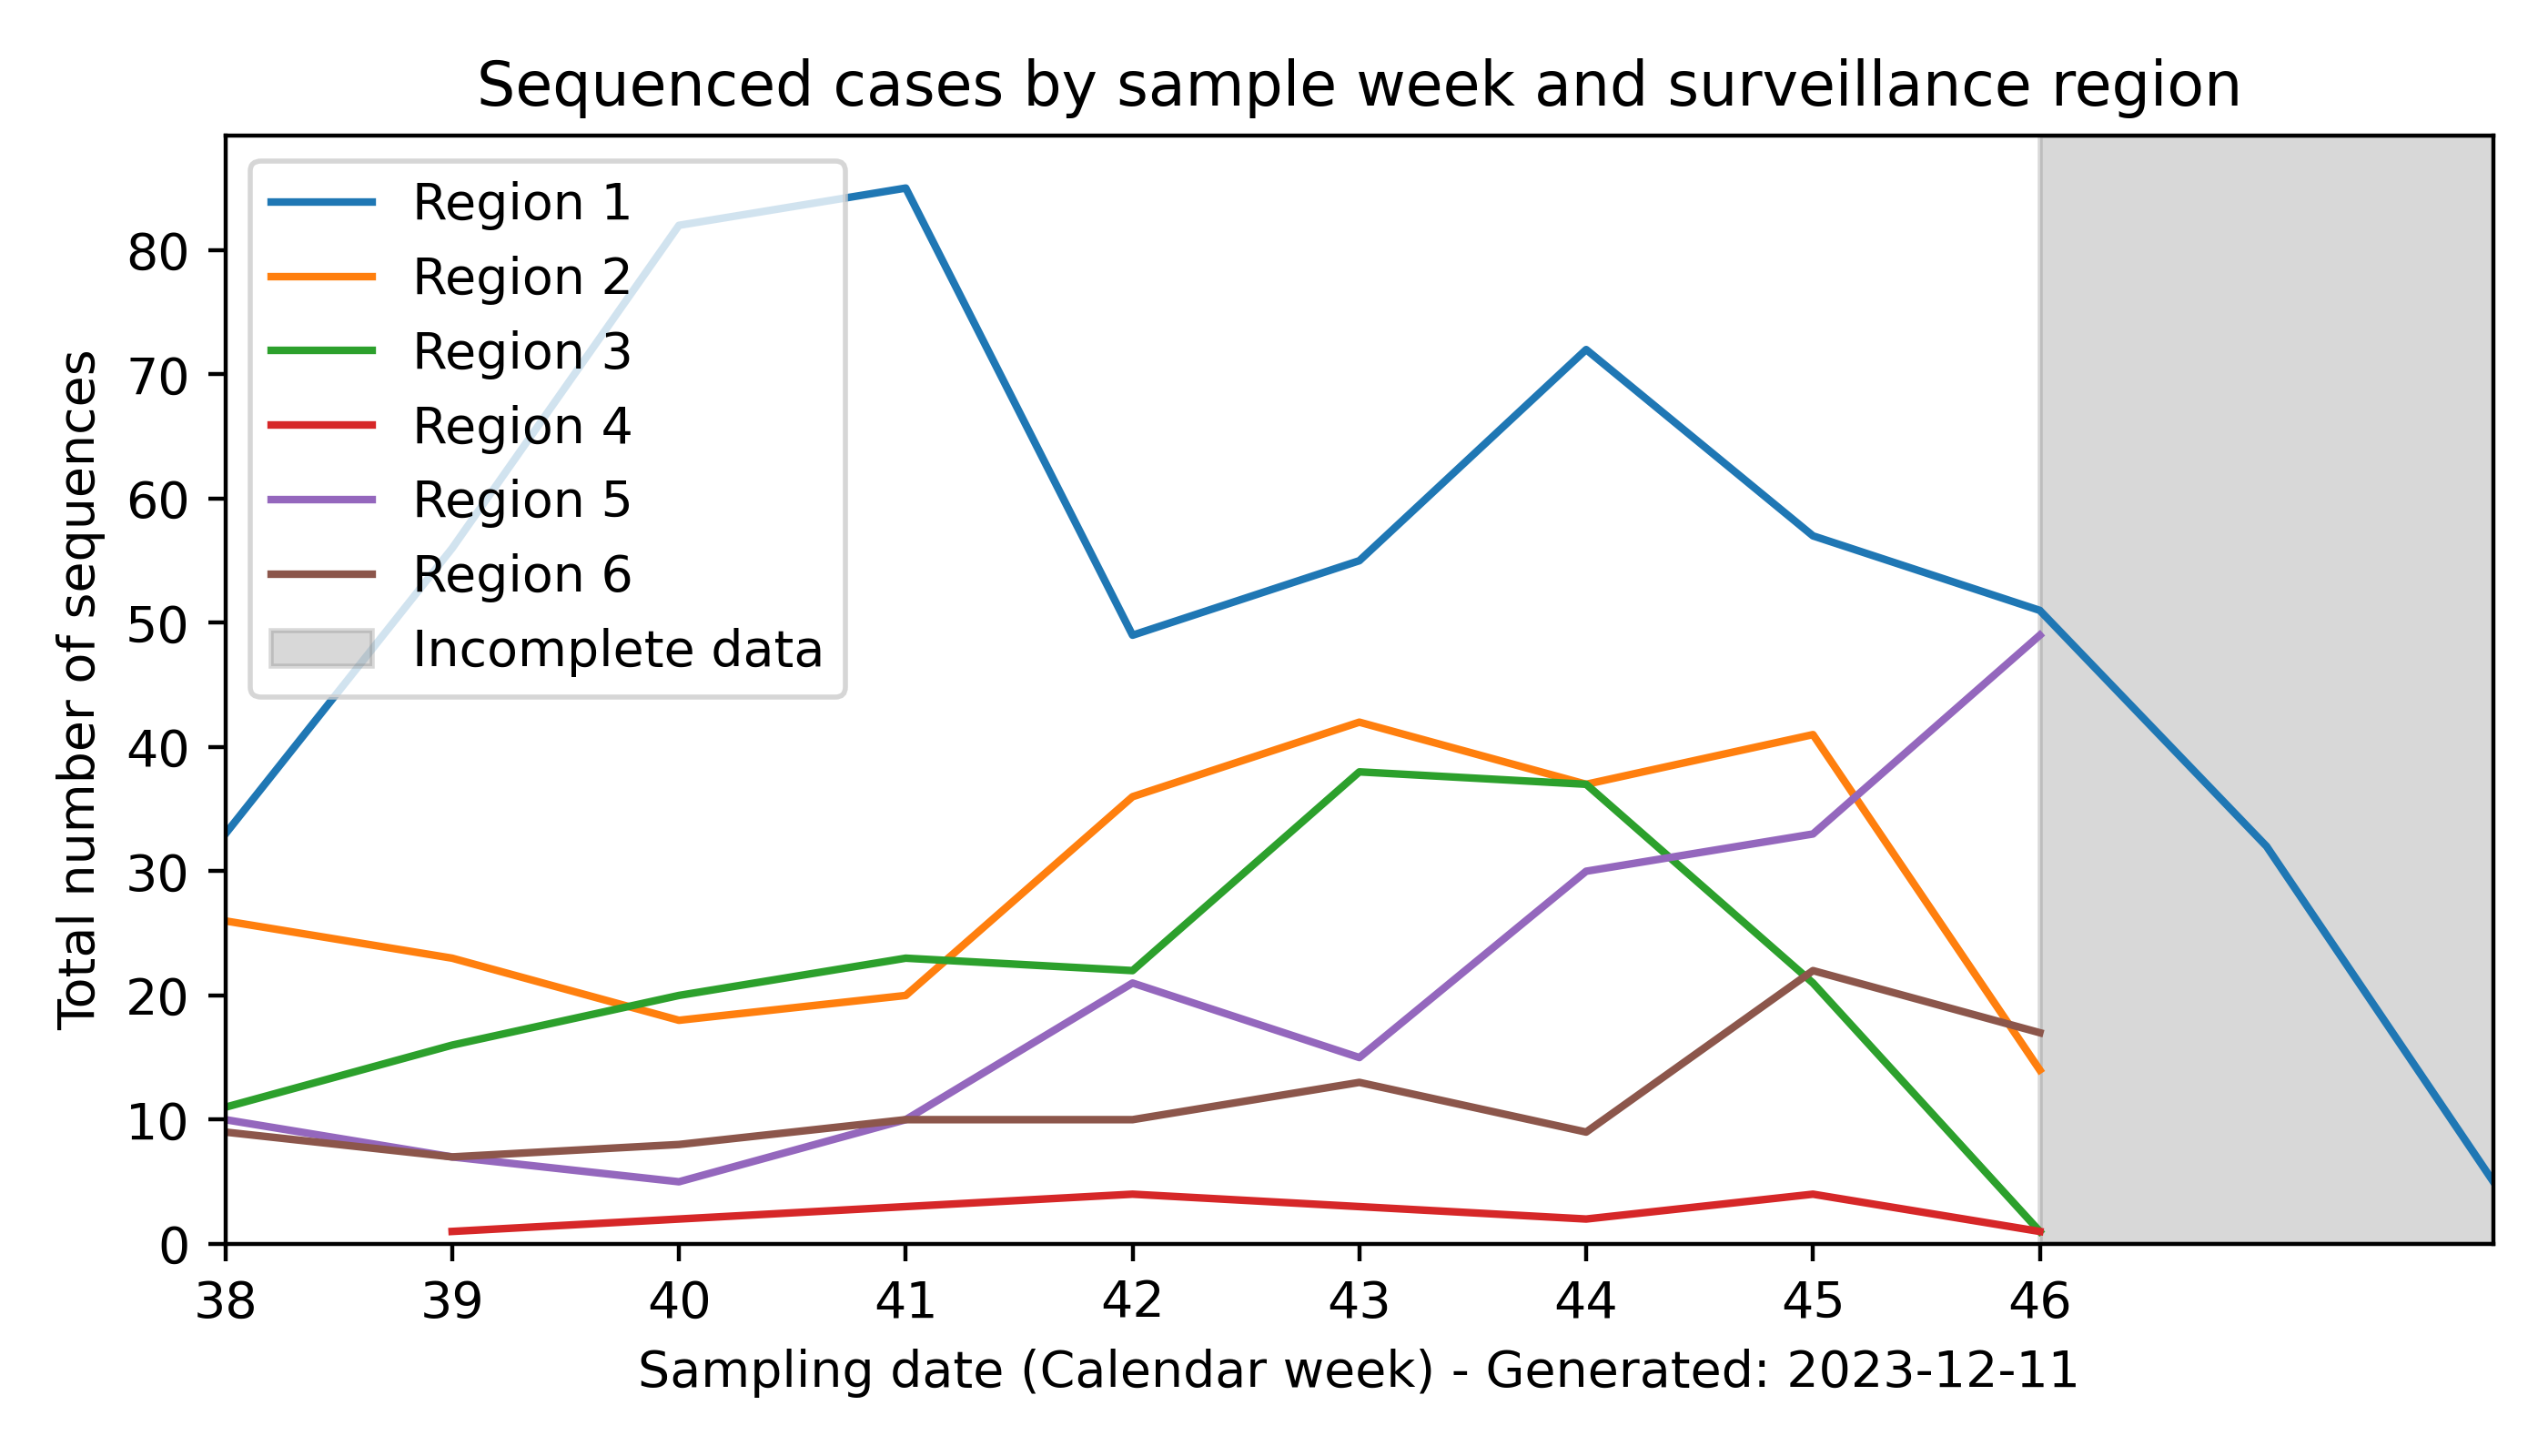 Sequenced cases by sample week and surveillance region
Region 1
Region 2
Region 3
Region 4
Region 5
Region 6
Incomplete data
Total number of sequences
80
70
60
50
40
30
20
10
0
38 39 40 41 42 43 44 45 46
Sampling date (Calendar week) - Generated: 2023-12-11